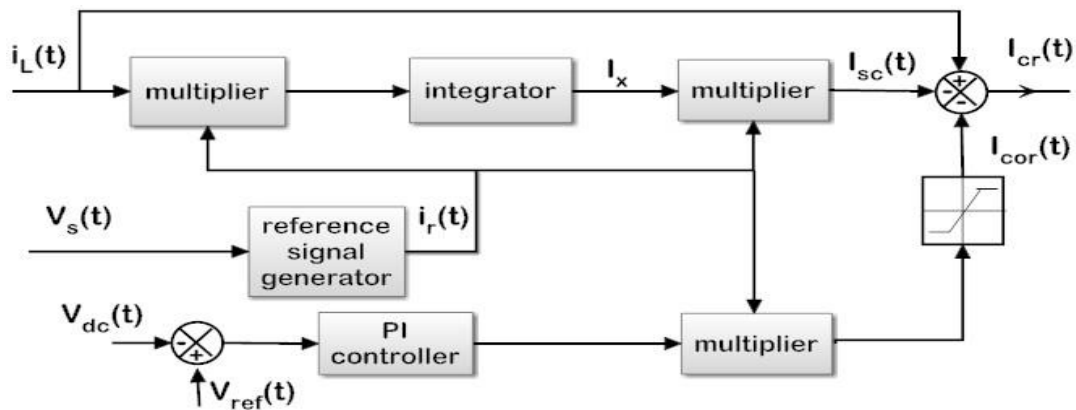 i_L(t)
multiplier
integrator
I_x
multiplier
I_sc(t)
+
-
-
I_cr(t)
I_cor(t)
V_s(t)
reference
signal
generator
i_r(t)
V_dc(t)
-
+
V_ref(t)
PI
controller
multiplier